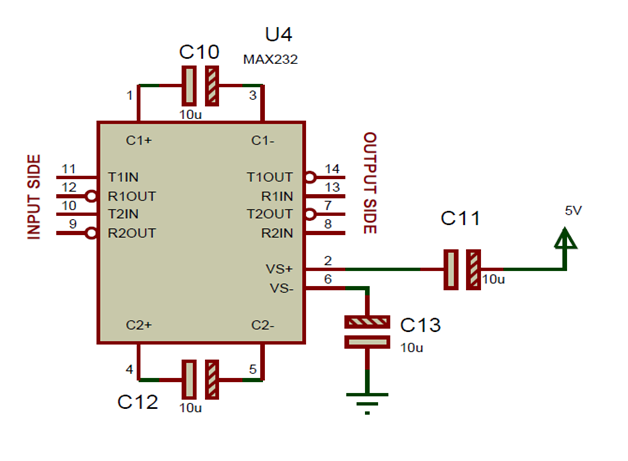 U4
C10
MAX232
1
3
10u
C1+ C1-
INPUT SIDE
OUTPUT SIDE
11 T1IN T1OUT 14
12 R1OUT R1IN 13
10 T2IN T2OUT 7
9 R2OUT R2IN 8
C11
5V
VS+ 2
10u
VS- 6
C13
10u
C2+ C2-
4
5
C12
10u